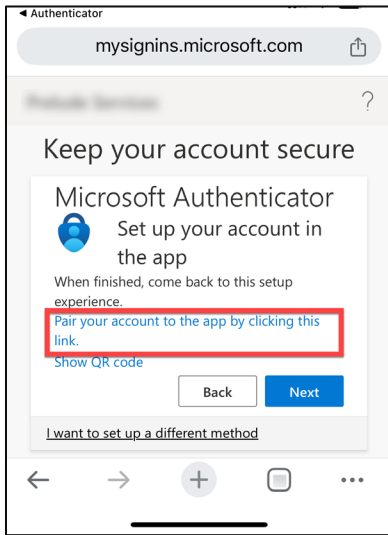 ◀ Authenticator
mysignins.microsoft.com
?
Keep your account secure
Microsoft Authenticator
Set up your account in
the app
When finished, come back to this setup
experience.
Pair your account to the app by clicking this
link.
Show QR code
Back Next
I want to set up a different method